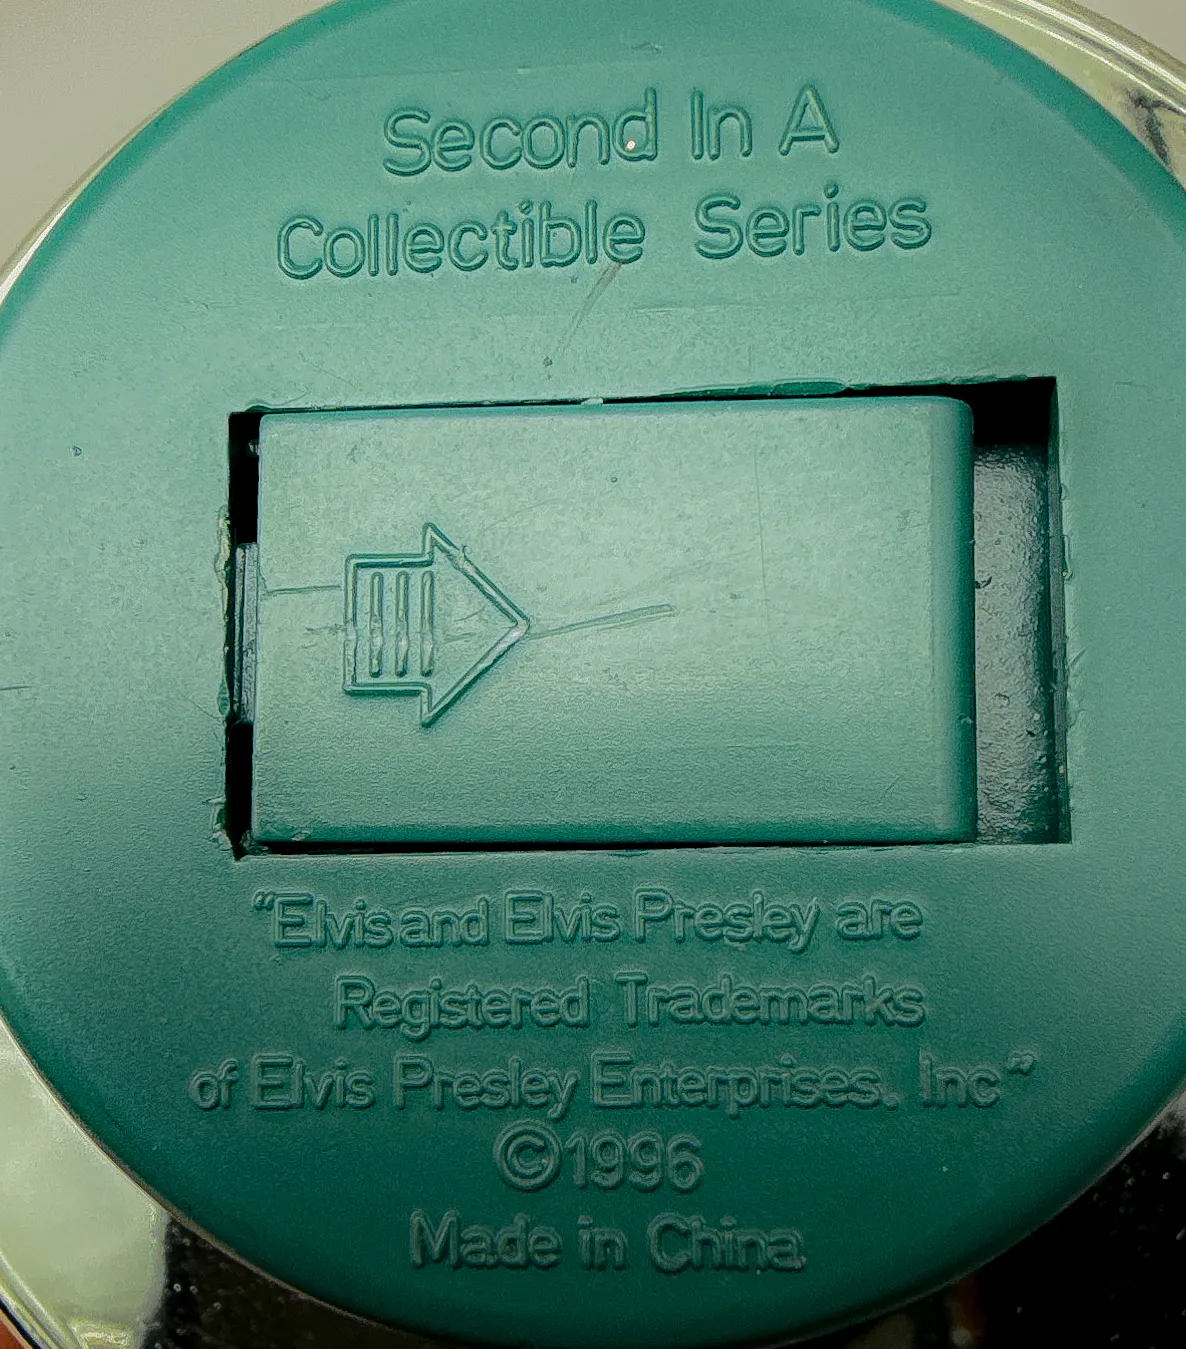 Second In A
Collectible Series
“Elvis and Elvis Presley are
Registered Trademarks
of Elvis Presley Enterprises, Inc”
©1996
Made in China